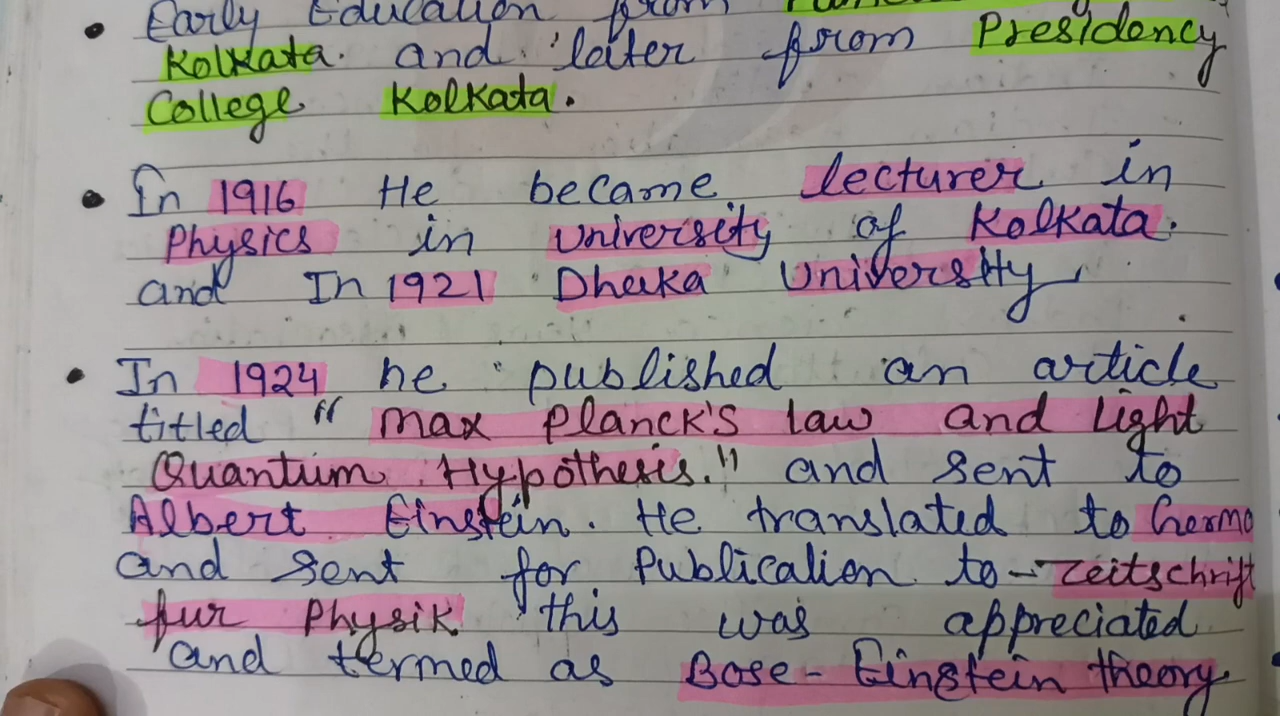 Early Education from
Kolkata. and later from Presidency
College Kolkata.
In 1916 He became lecturer in
Physics in University of Kolkata.
and In 1921 Dhaka University
In 1924 he published an article
titled " Max Planck's law and Light
Quantum Hypothesis." and sent to
Albert Einstein. He translated to Germa
and sent for Publication to - Zeitschrift
fur Physik this was appreciated
and termed as Bose-Einstein theory.